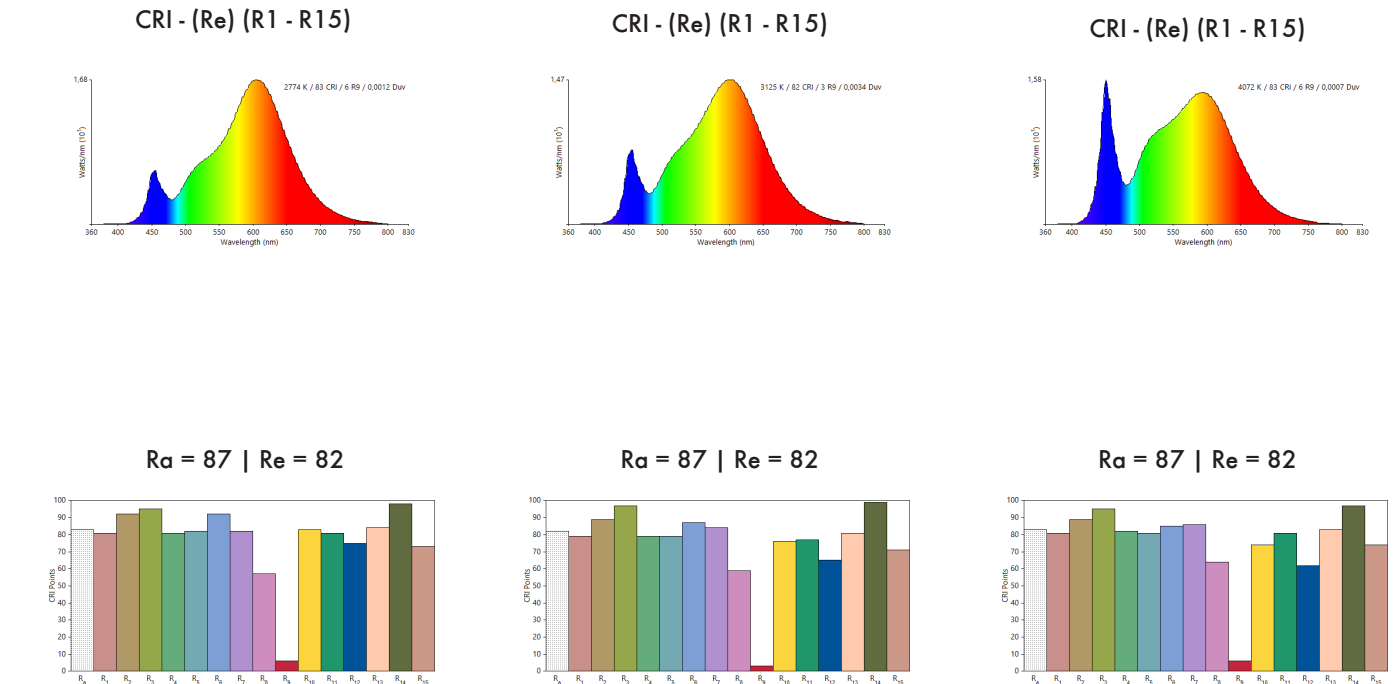 CRI - (Re) (R1 - R15)
1,68
2774 K / 83 CRI / 6 R9 / 0,0012 Duv
Watts/nm (10¹)
360 400 450 500 550 600 650 700 750 800 830
Wavelength (nm)
CRI - (Re) (R1 - R15)
1,47
3125 K / 82 CRI / 3 R9 / 0,0034 Duv
360 400 450 500 550 600 650 700 750 800 830
Wavelength (nm)
CRI - (Re) (R1 - R15)
1,58
4072 K / 83 CRI / 6 R9 / 0,0007 Duv
360 400 450 500 550 600 650 700 750 800 830
Wavelength (nm)
Ra = 87 | Re = 82
100
90
80
70
60
50
40
30
20
10
0
CRI Points
Ra R1 R2 R3 R4 R5 R6 R7 R8 R9 R10 R11 R12 R13 R14 R15
Ra = 87 | Re = 82
100
90
80
70
60
50
40
30
20
10
0
CRI Points
Ra R1 R2 R3 R4 R5 R6 R7 R8 R9 R10 R11 R12 R13 R14 R15
Ra = 87 | Re = 82
100
90
80
70
60
50
40
30
20
10
0
CRI Points
Ra R1 R2 R3 R4 R5 R6 R7 R8 R9 R10 R11 R12 R13 R14 R15